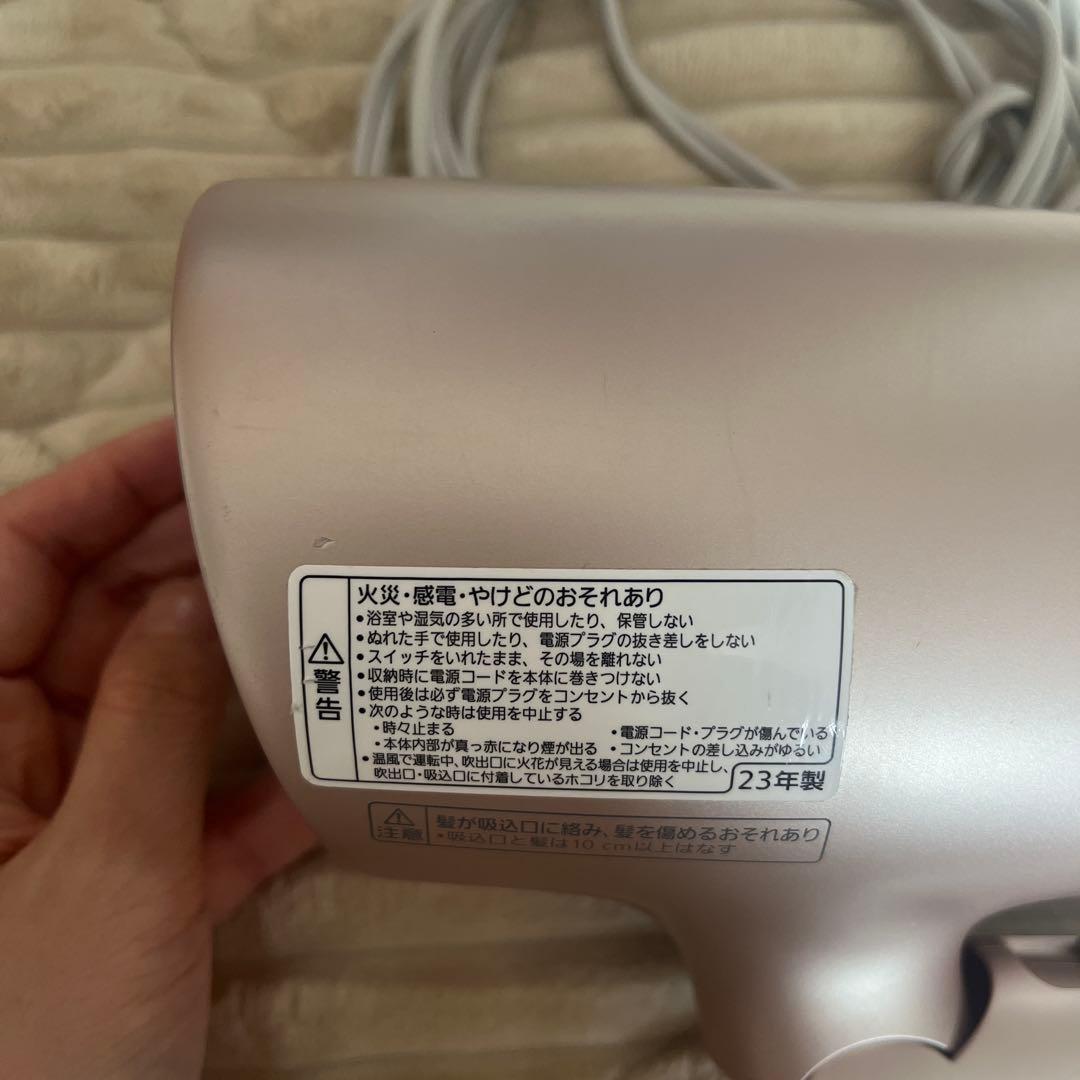 警告
火災・感電・やけどのおそれあり
•浴室や湿気の多い所で使用したり、保管しない
•ぬれた手で使用したり、電源プラグの抜き差しをしない
•スイッチをいれたまま、その場を離れない
•収納時に電源コードを本体に巻きつけない
•使用後は必ず電源プラグをコンセントから抜く
•次のような時は使用を中止する
•時々止まる •電源コード・プラグが傷んでいる
•本体内部が真っ赤になり煙が出る •コンセントの差し込みがゆるい
•温風で運転中、吹出口に火花が見える場合は使用を中止し、
吹出口・吸込口に付着しているホコリを取り除く
23年製
注意
髪が吸込口に絡み、髪を傷めるおそれあり
•吸込口と髪は10 cm以上はなす